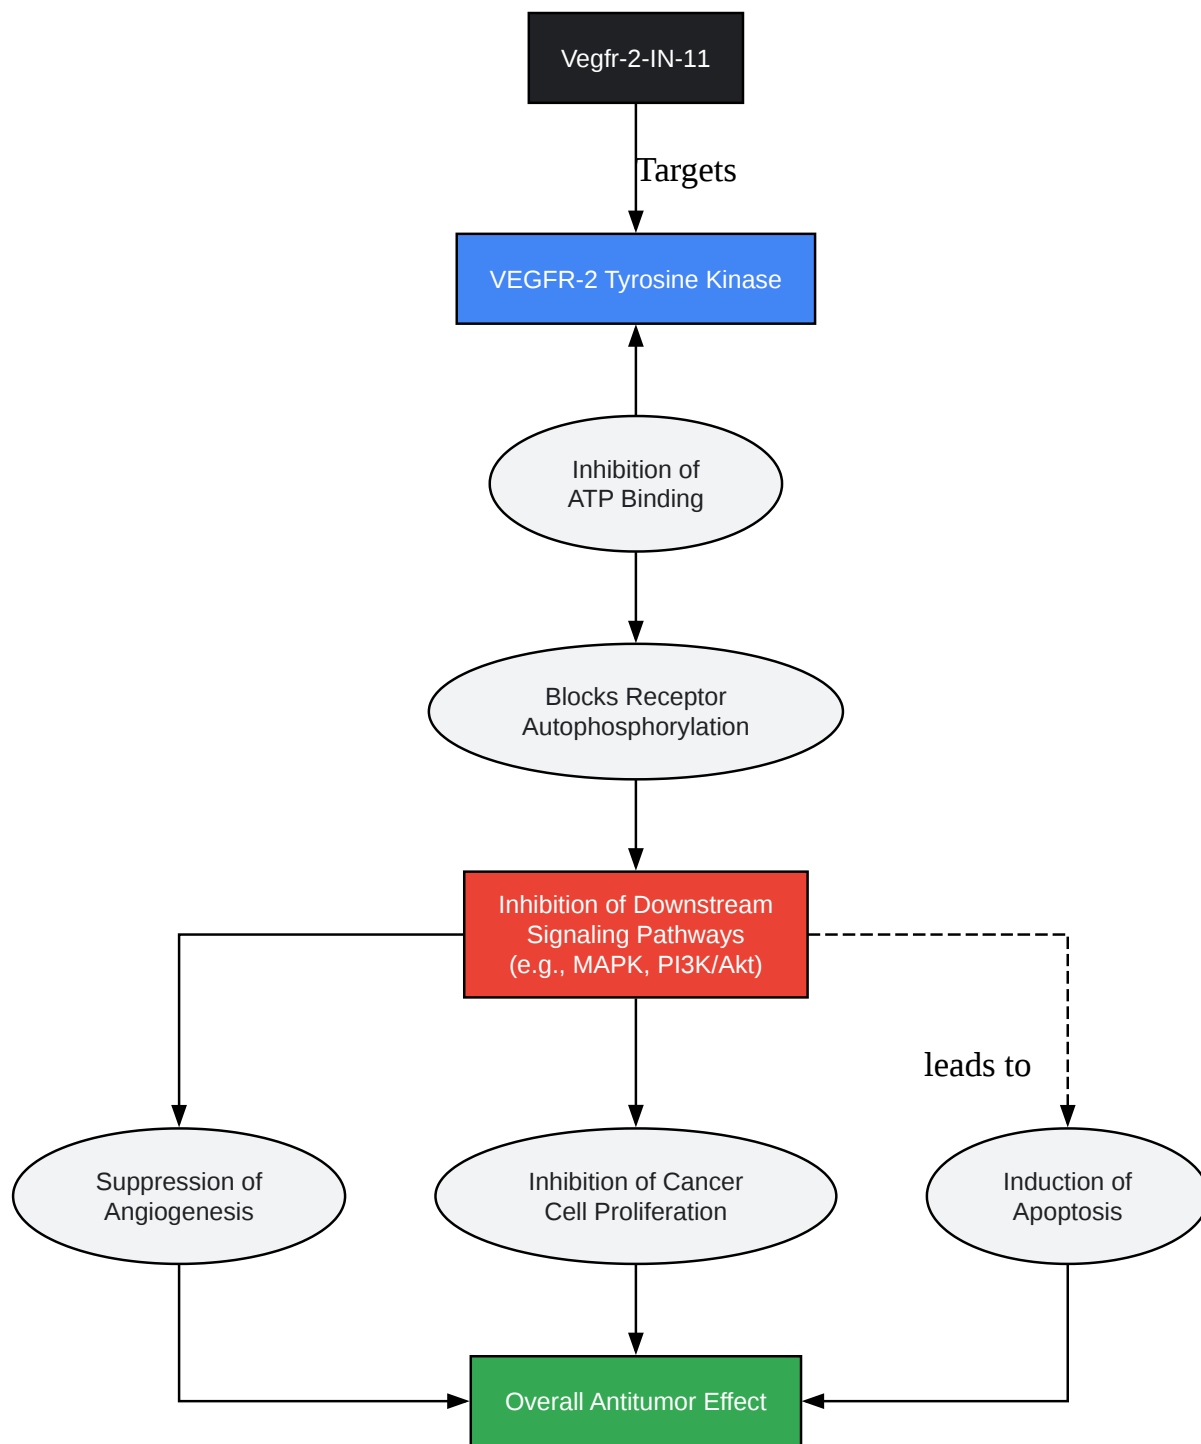 Vegfr-2-IN-11
Targets
VEGFR-2 Tyrosine Kinase
Inhibition of
ATP Binding
Blocks Receptor
Autophosphorylation
Inhibition of Downstream
Signaling Pathways
(e.g., MAPK, PI3K/Akt)
leads to
Suppression of
Angiogenesis
Inhibition of Cancer
Cell Proliferation
Induction of
Apoptosis
Overall Antitumor Effect